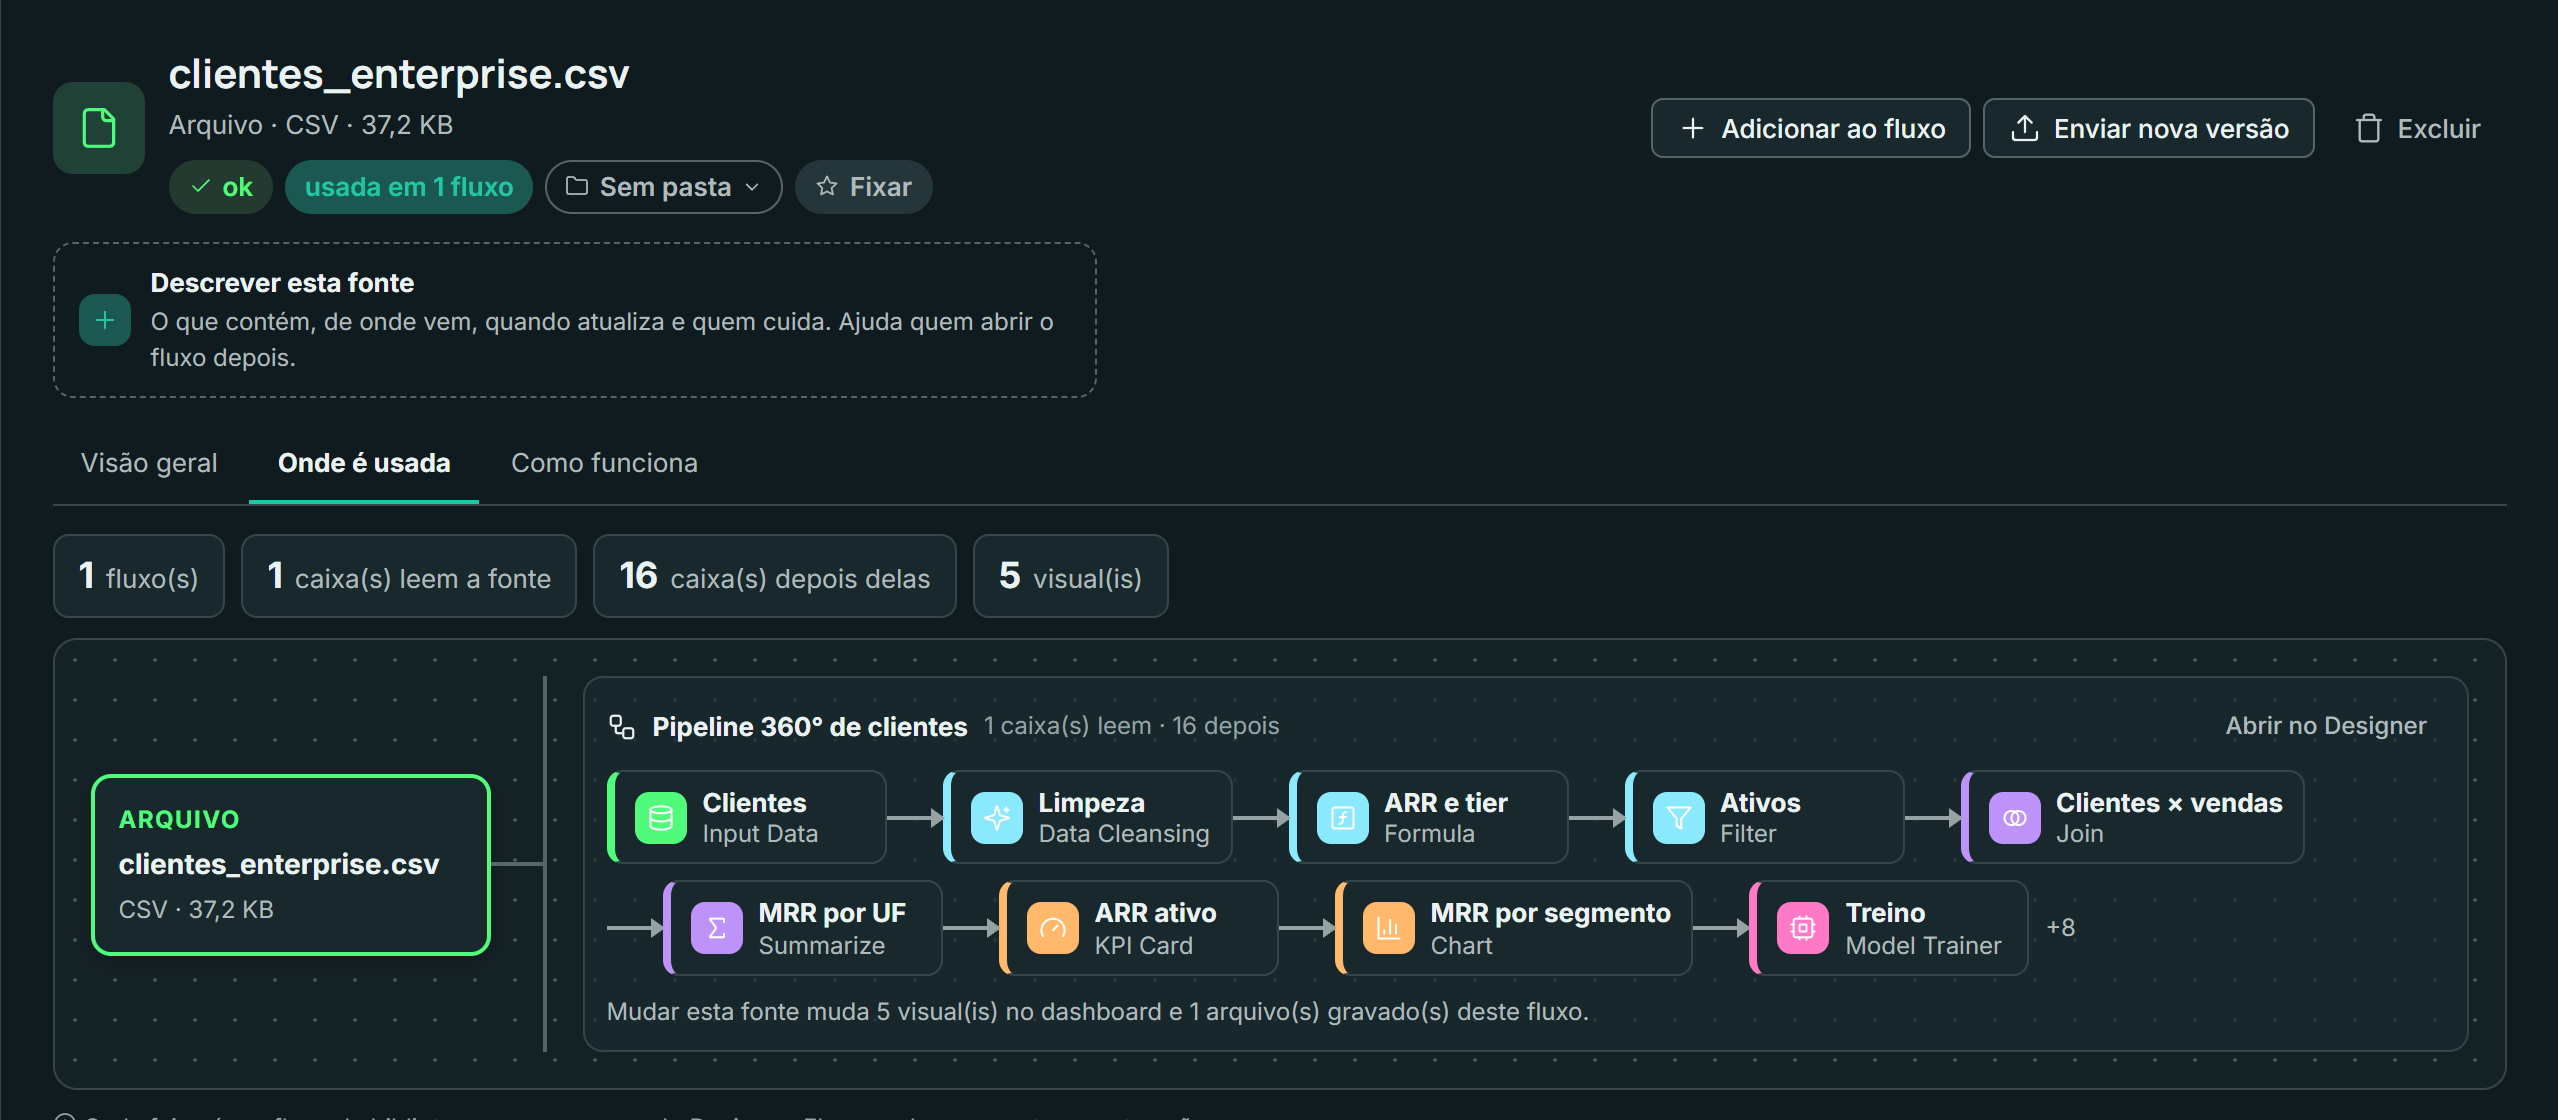 clientes_enterprise.csv
Arquivo · CSV · 37,2 KB
ok
usada em 1 fluxo
Sem pasta
Fixar
Adicionar ao fluxo
Enviar nova versão
Excluir
Descrever esta fonte
O que contém, de onde vem, quando atualiza e quem cuida. Ajuda quem abrir o
fluxo depois.
Visão geral
Onde é usada
Como funciona
1 fluxo(s)
1 caixa(s) leem a fonte
16 caixa(s) depois delas
5 visual(is)
ARQUIVO
clientes_enterprise.csv
CSV · 37,2 KB
Pipeline 360° de clientes
1 caixa(s) leem · 16 depois
Abrir no Designer
Clientes
Input Data
Limpeza
Data Cleansing
ARR e tier
Formula
Ativos
Filter
Clientes × vendas
Join
MRR por UF
Summarize
ARR ativo
KPI Card
MRR por segmento
Chart
Treino
Model Trainer
+8
Mudar esta fonte muda 5 visual(is) no dashboard e 1 arquivo(s) gravado(s) deste fluxo.